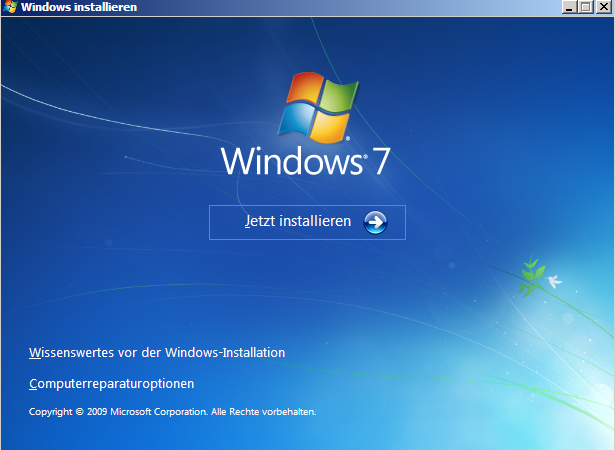 Windows installieren
Windows® 7
Jetzt installieren
Wissenswertes vor der Windows-Installation
Computerreparaturoptionen
Copyright © 2009 Microsoft Corporation. Alle Rechte vorbehalten.